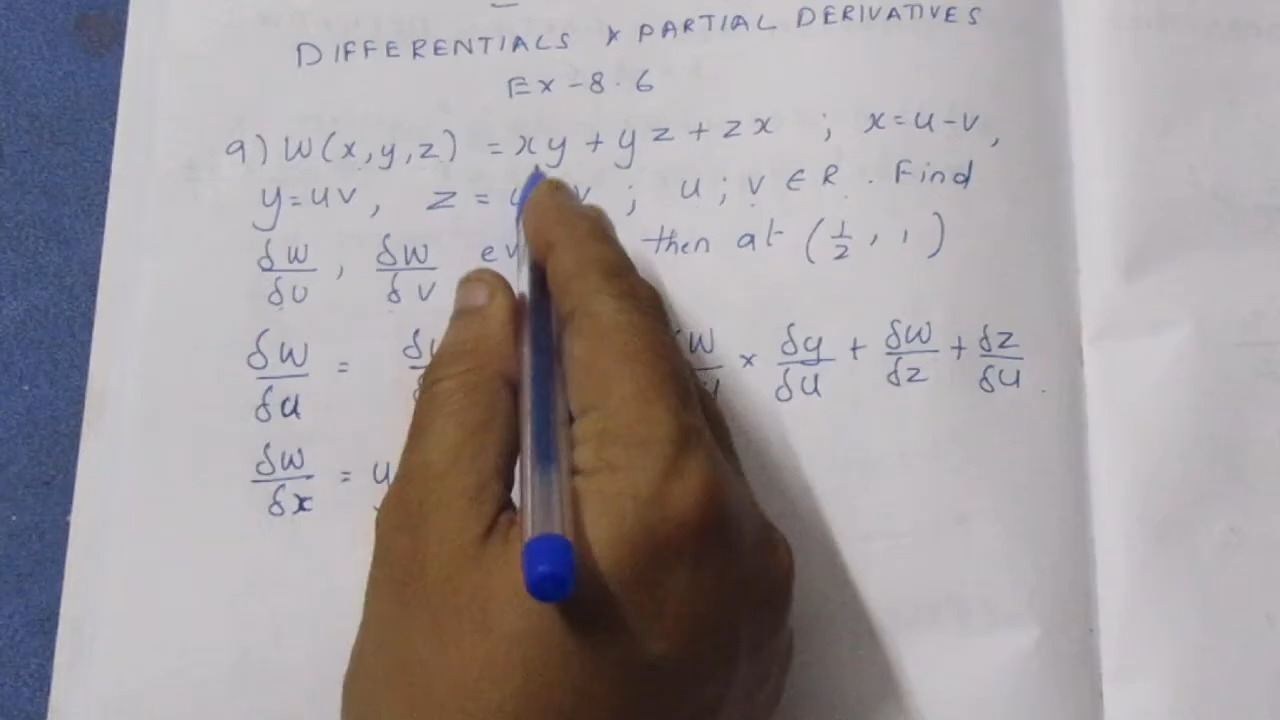 DIFFERENTIALS x PARTIAL DERIVATIVES
Ex - 8.6
9) W(x,y,z) = xy + yz + zx ; x = u-v,
y = uv, z = v ; u ; v ∈ R . Find
δw/δu , δw/δv then at (1/2 , 1)
δw/δu = × δy/δu + δw/δz + δz/δu .
δw/δx =